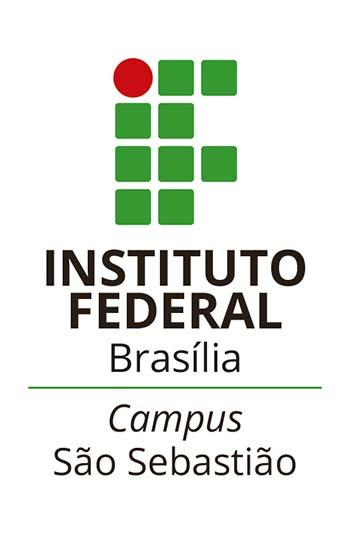 INSTITUTO
FEDERAL
Brasília
Campus
São Sebastião